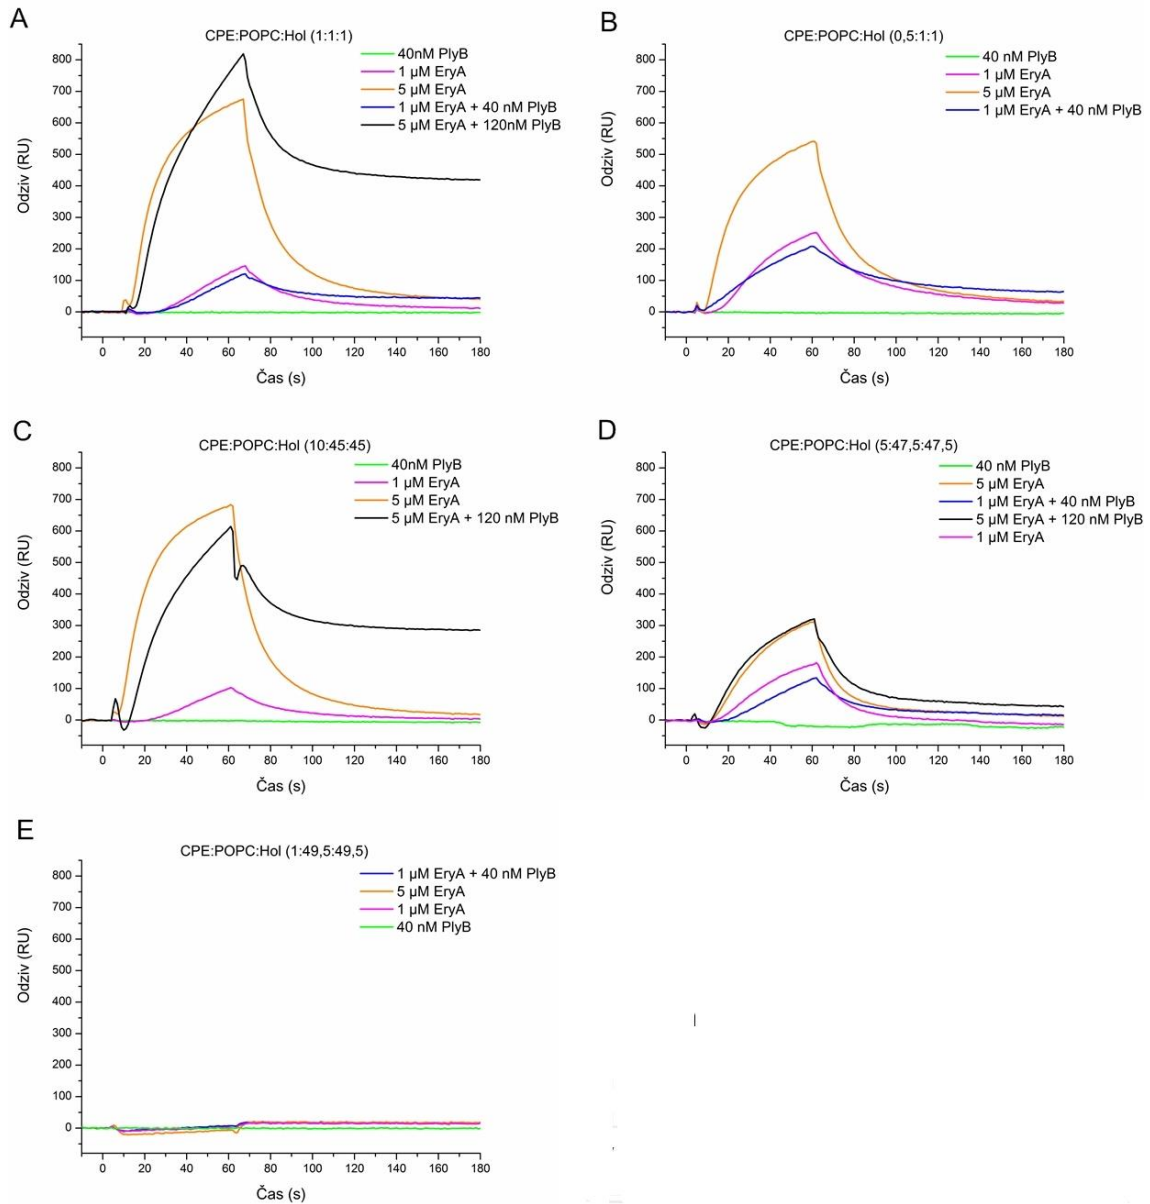 A
CPE:POPC:Hol (1:1:1)
40nM PlyB
1 µM EryA
5 µM EryA
1 µM EryA + 40 nM PlyB
5 µM EryA + 120nM PlyB
800
700
600
500
400
300
200
100
0
Odziv (RU)
0 20 40 60 80 100 120 140 160 180
Čas (s)
B
CPE:POPC:Hol (0,5:1:1)
40 nM PlyB
1 µM EryA
5 µM EryA
1 µM EryA + 40 nM PlyB
800
700
600
500
400
300
200
100
0
Odziv (RU)
0 20 40 60 80 100 120 140 160 180
Čas (s)
C
CPE:POPC:Hol (10:45:45)
40nM PlyB
1 µM EryA
5 µM EryA
5 µM EryA + 120 nM PlyB
800
700
600
500
400
300
200
100
0
Odziv (RU)
0 20 40 60 80 100 120 140 160 180
Čas (s)
D
CPE:POPC:Hol (5:47,5:47,5)
40 nM PlyB
5 µM EryA
1 µM EryA + 40 nM PlyB
5 µM EryA + 120 nM PlyB
1 µM EryA
800
700
600
500
400
300
200
100
0
Odziv (RU)
0 20 40 60 80 100 120 140 160 180
Čas (s)
E
CPE:POPC:Hol (1:49,5:49,5)
1 µM EryA + 40 nM PlyB
5 µM EryA
1 µM EryA
40 nM PlyB
800
700
600
500
400
300
200
100
0
Odziv (RU)
0 20 40 60 80 100 120 140 160 180
Čas (s)